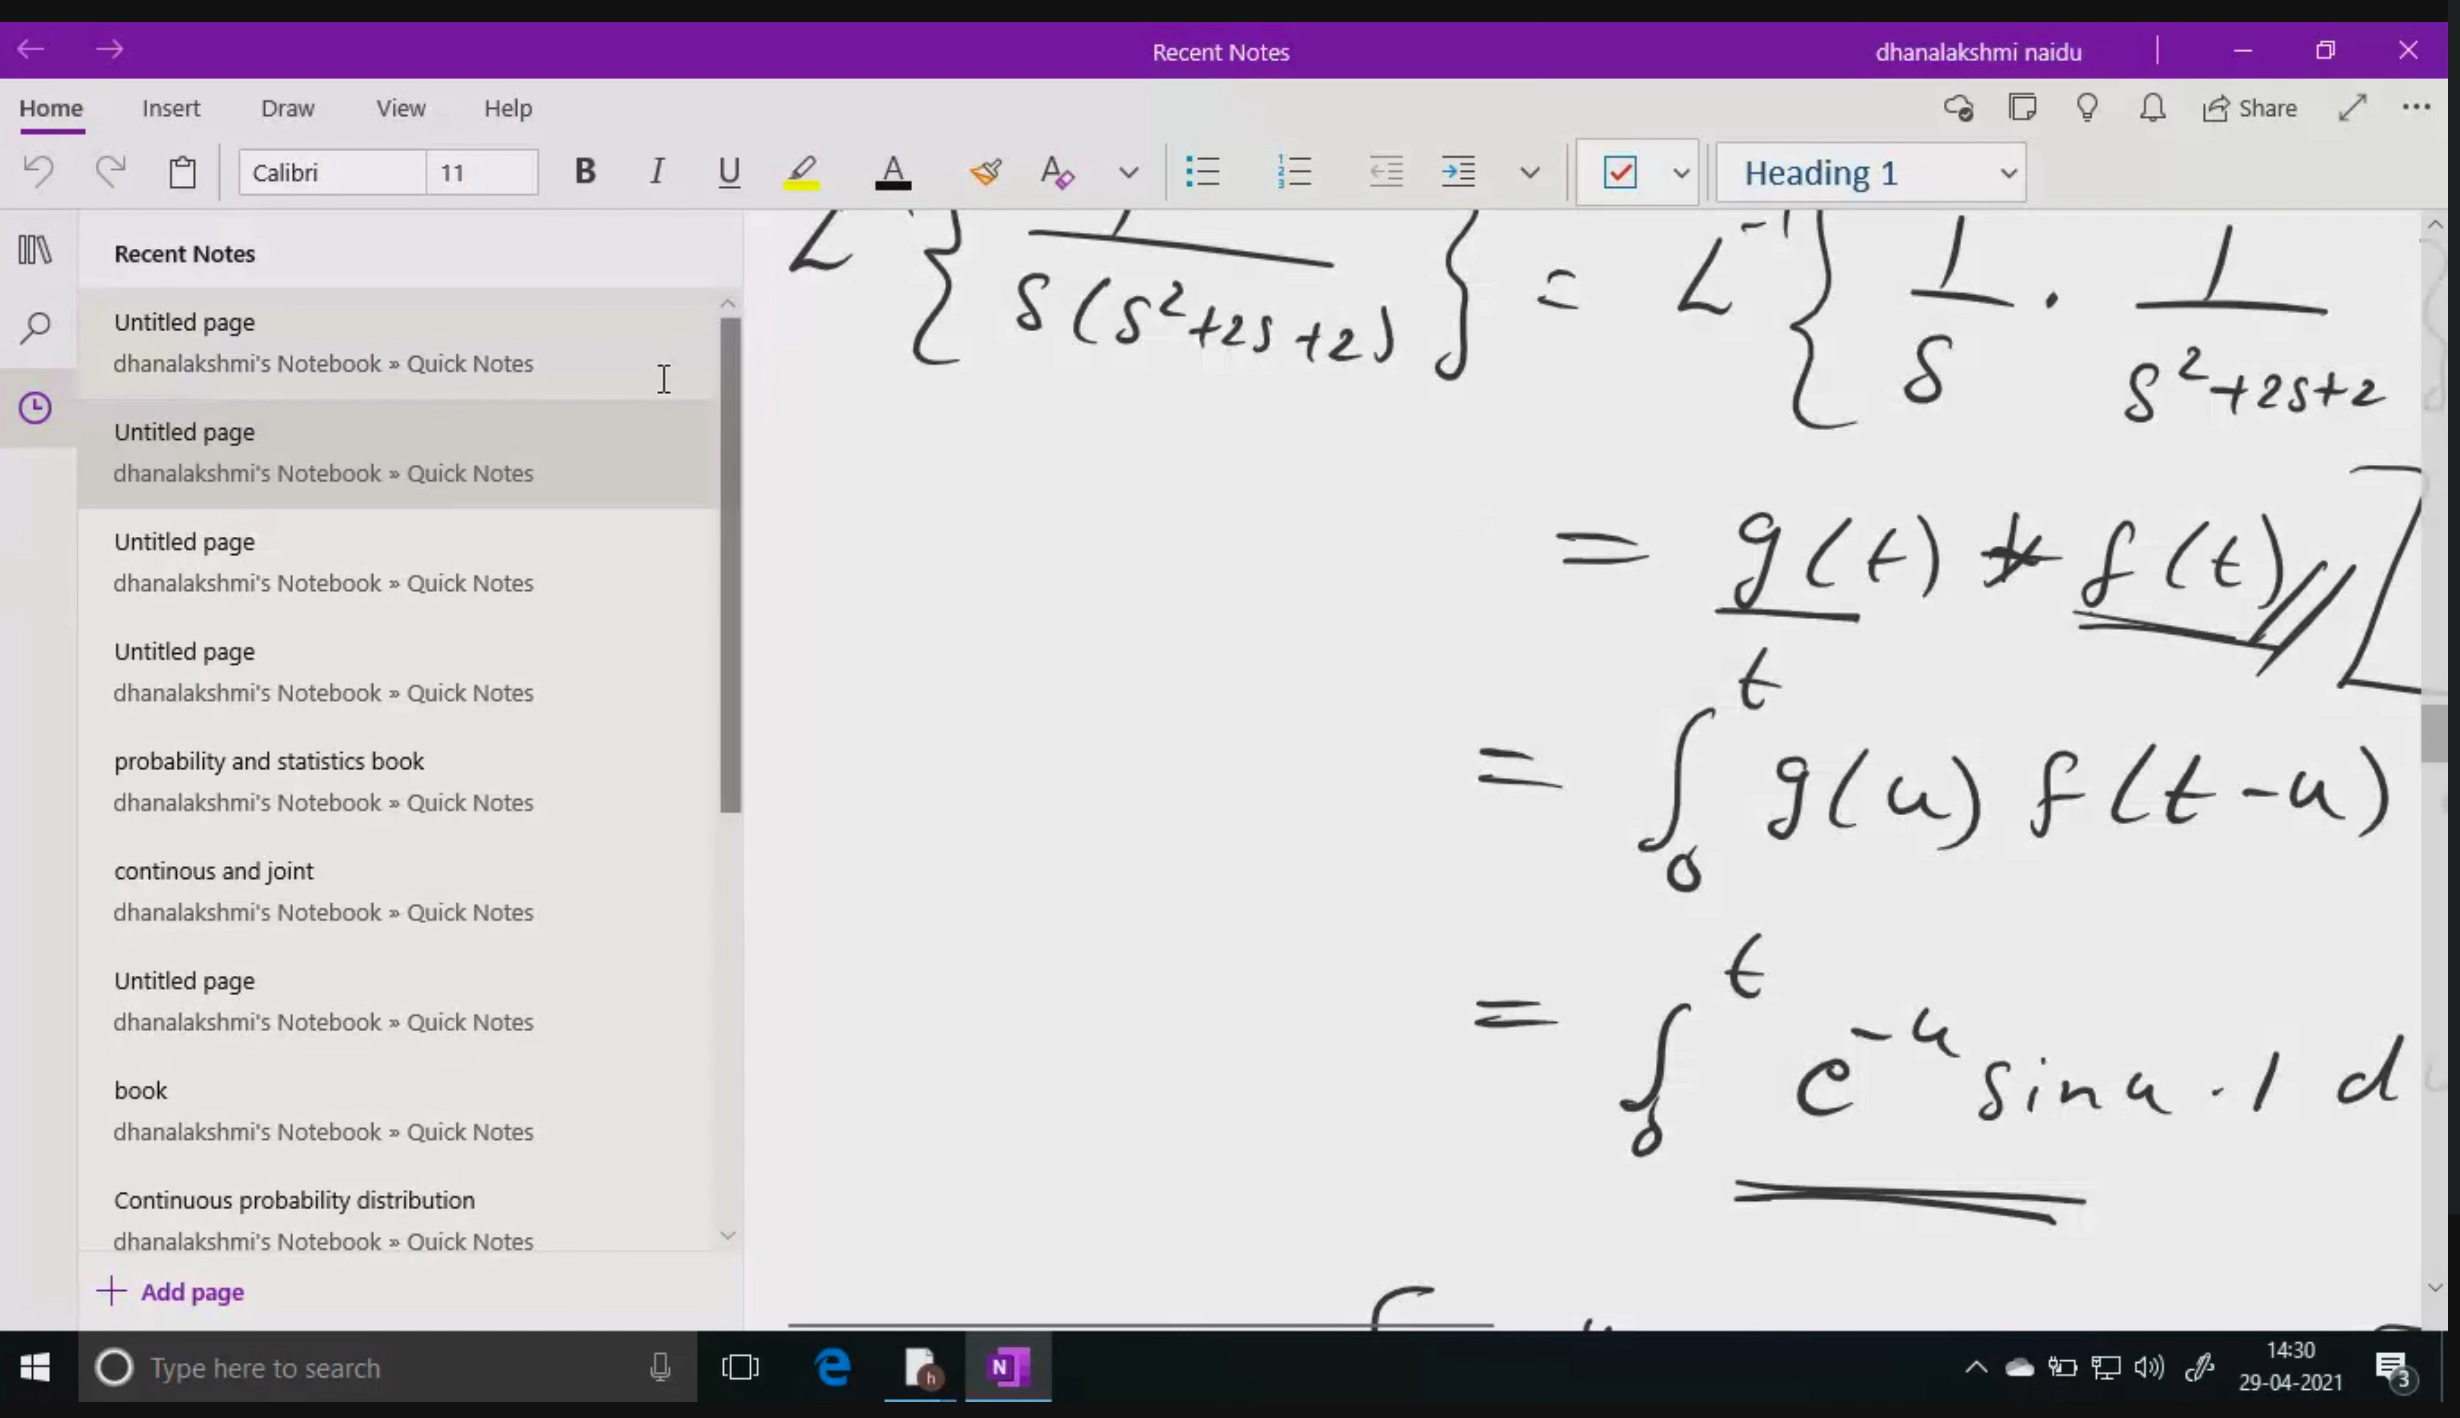 Recent Notes
dhanalakshmi naidu
Home Insert Draw View Help
Share
Calibri 11 B I U A A Heading 1
Recent Notes
Untitled page
dhanalakshmi's Notebook » Quick Notes
Untitled page
dhanalakshmi's Notebook » Quick Notes
Untitled page
dhanalakshmi's Notebook » Quick Notes
Untitled page
dhanalakshmi's Notebook » Quick Notes
probability and statistics book
dhanalakshmi's Notebook » Quick Notes
continous and joint
dhanalakshmi's Notebook » Quick Notes
Untitled page
dhanalakshmi's Notebook » Quick Notes
book
dhanalakshmi's Notebook » Quick Notes
Continuous probability distribution
dhanalakshmi's Notebook » Quick Notes
+ Add page
L⁻¹ { 1 / s(s²+2s+2) } = L⁻¹ { 1/s · 1/(s²+2s+2)
= g(t) * f(t)//
= ∫₀ᵗ g(u) f(t-u)
= ∫₀ᵗ e⁻ᵘ sin u . 1 d
Type here to search
14:30
29-04-2021
3